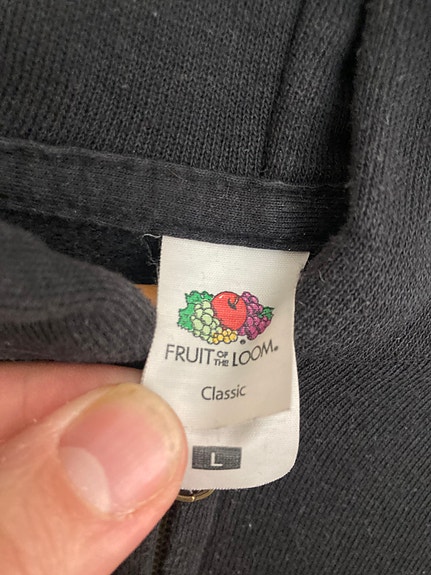 FRUIT OF THE LOOM®
Classic
L